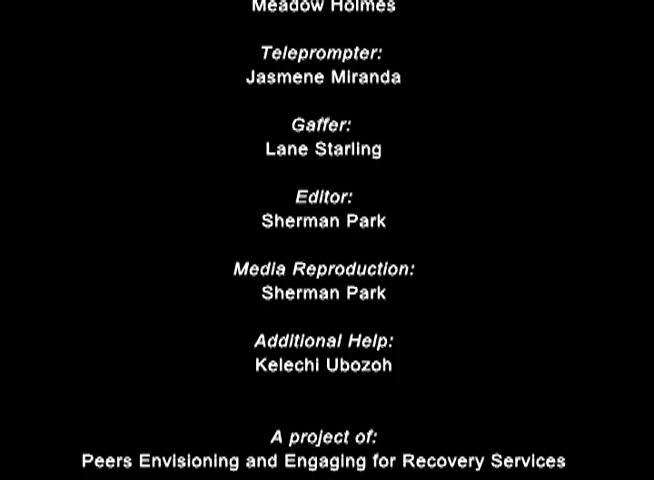 Meadow Holmes
Teleprompter:
Jasmene Miranda
Gaffer:
Lane Starling
Editor:
Sherman Park
Media Reproduction:
Sherman Park
Additional Help:
Kelechi Ubozoh
A project of:
Peers Envisioning and Engaging for Recovery Services